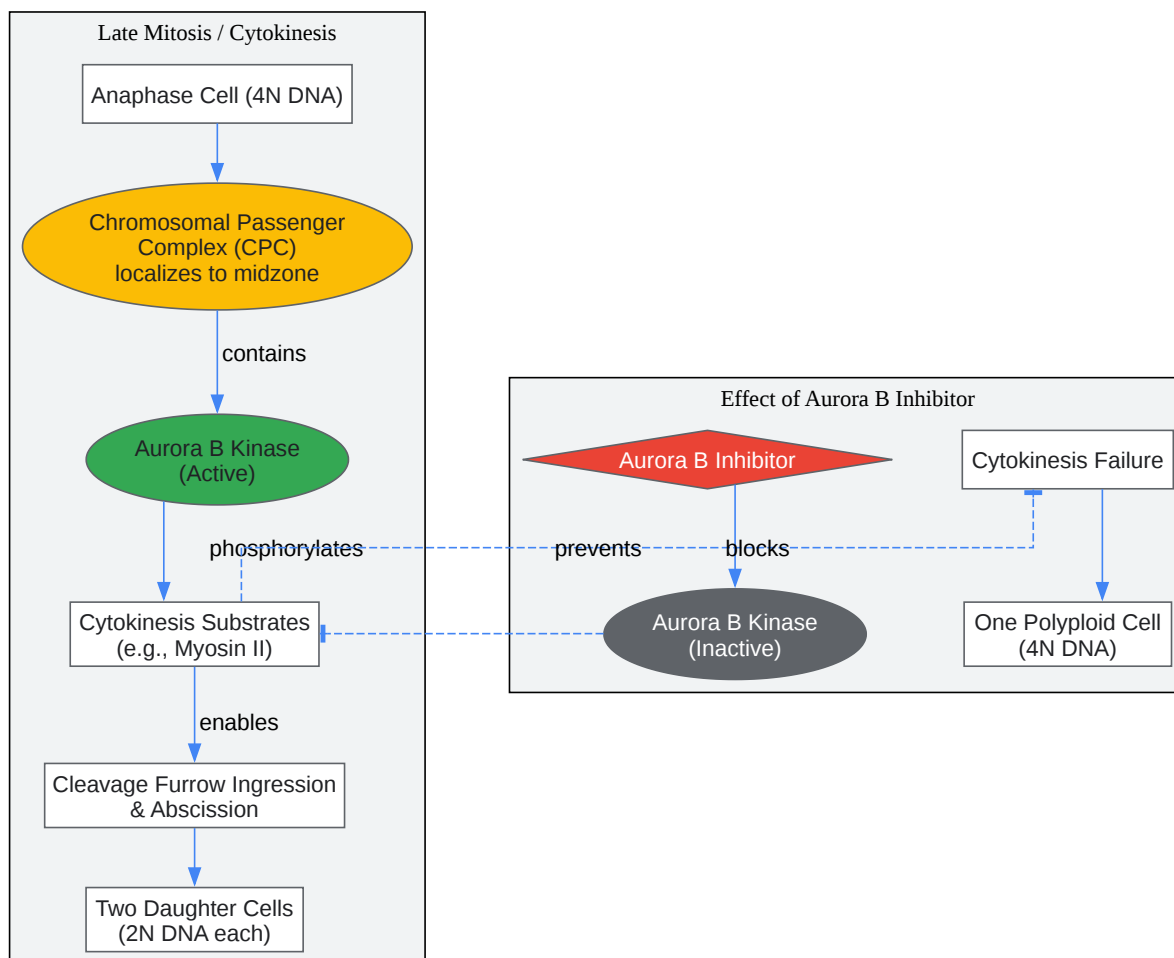 Late Mitosis / Cytokinesis
Anaphase Cell (4N DNA)
Chromosomal Passenger
Complex (CPC)
localizes to midzone
contains
Aurora B Kinase
(Active)
phosphorylates
Cytokinesis Substrates
(e.g., Myosin II)
enables
Cleavage Furrow Ingression
& Abscission
Two Daughter Cells
(2N DNA each)
Effect of Aurora B Inhibitor
Aurora B Inhibitor
Cytokinesis Failure
prevents
blocks
Aurora B Kinase
(Inactive)
One Polyploid Cell
(4N DNA)